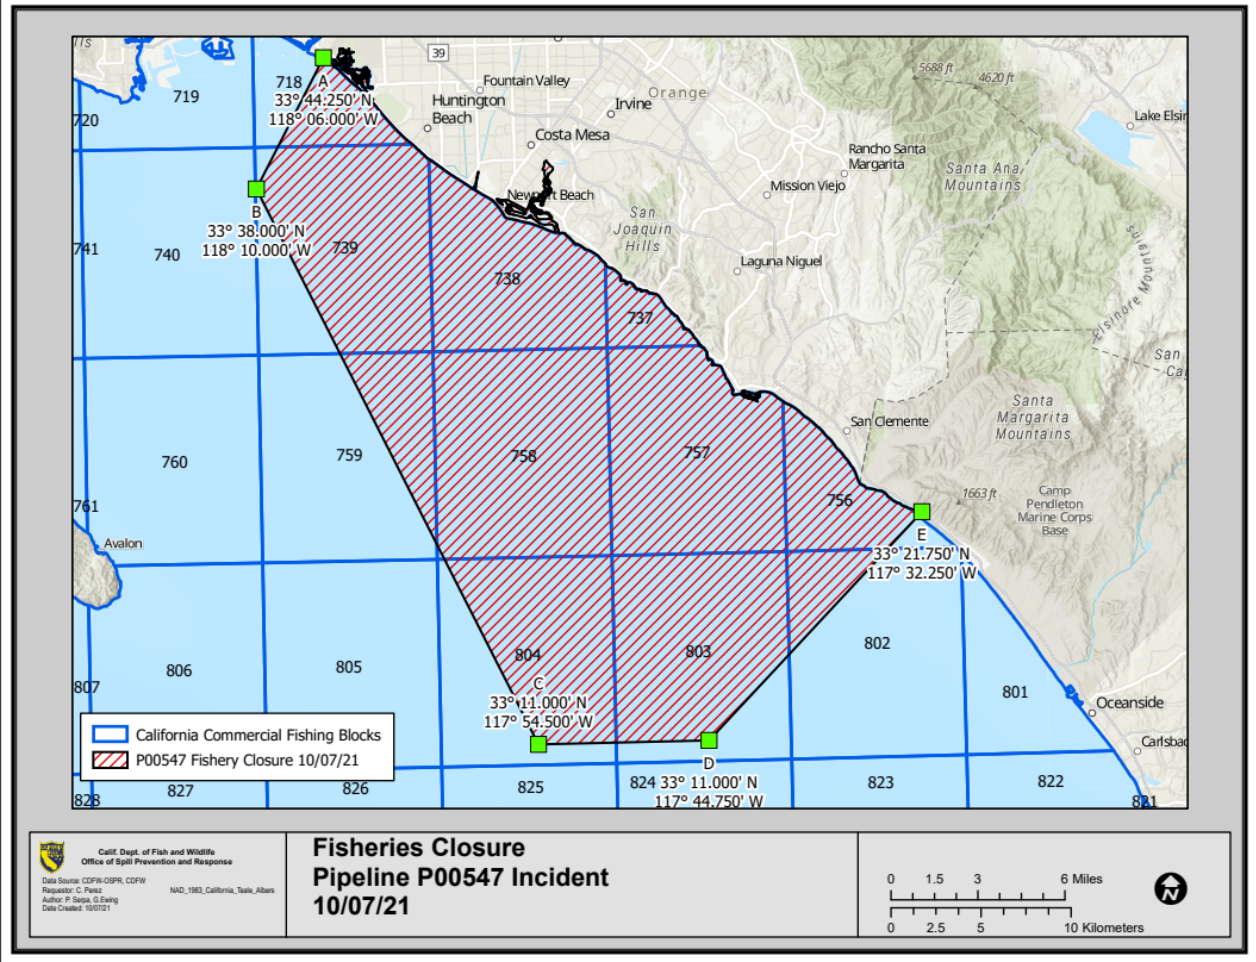 lls
39
5688 ft
4620 ft
718
Fountain Valley
A
719
33° 44.250' N
Huntington
Beach
Irvine
Orange
Lake Elsir
118° 06.000' W
720
Costa Mesa
Rancho Santa
Margarita
Santa Ana
Mountains
Mission Viejo
Newport Beach
B
33° 38.000' N
118° 10.000' W
San
Joaquin
Hills
Elsinore Mountains
741
740
739
Laguna Niguel
738
737
San
Ca
Santa
Margarita
Mountains
San Clemente
760
759
758
757
756
1663 ft
Camp
Pendleton
Marine Corps
Base
761
E
33° 21.750' N
117° 32.250' W
Avalon
807
806
805
804
803
802
801
C
33° 11.000' N
117° 54.500' W
Oceanside
Carlsbad
California Commercial Fishing Blocks
P00547 Fishery Closure 10/07/21
D
33° 11.000' N
117° 44.750' W
828
827
826
825
824
823
822
821
Calif. Dept. of Fish and Wildlife
Office of Spill Prevention and Response
Data Source: CDFW-OSPR, CDFW
Requestor: C. Perez
NAD_1983_California_Teale_Albers
Author: P. Serpa, G.Ewing
Date Created: 10/07/21
Fisheries Closure
Pipeline P00547 Incident
10/07/21
0 1.5 3 6 Miles
0 2.5 5 10 Kilometers
N